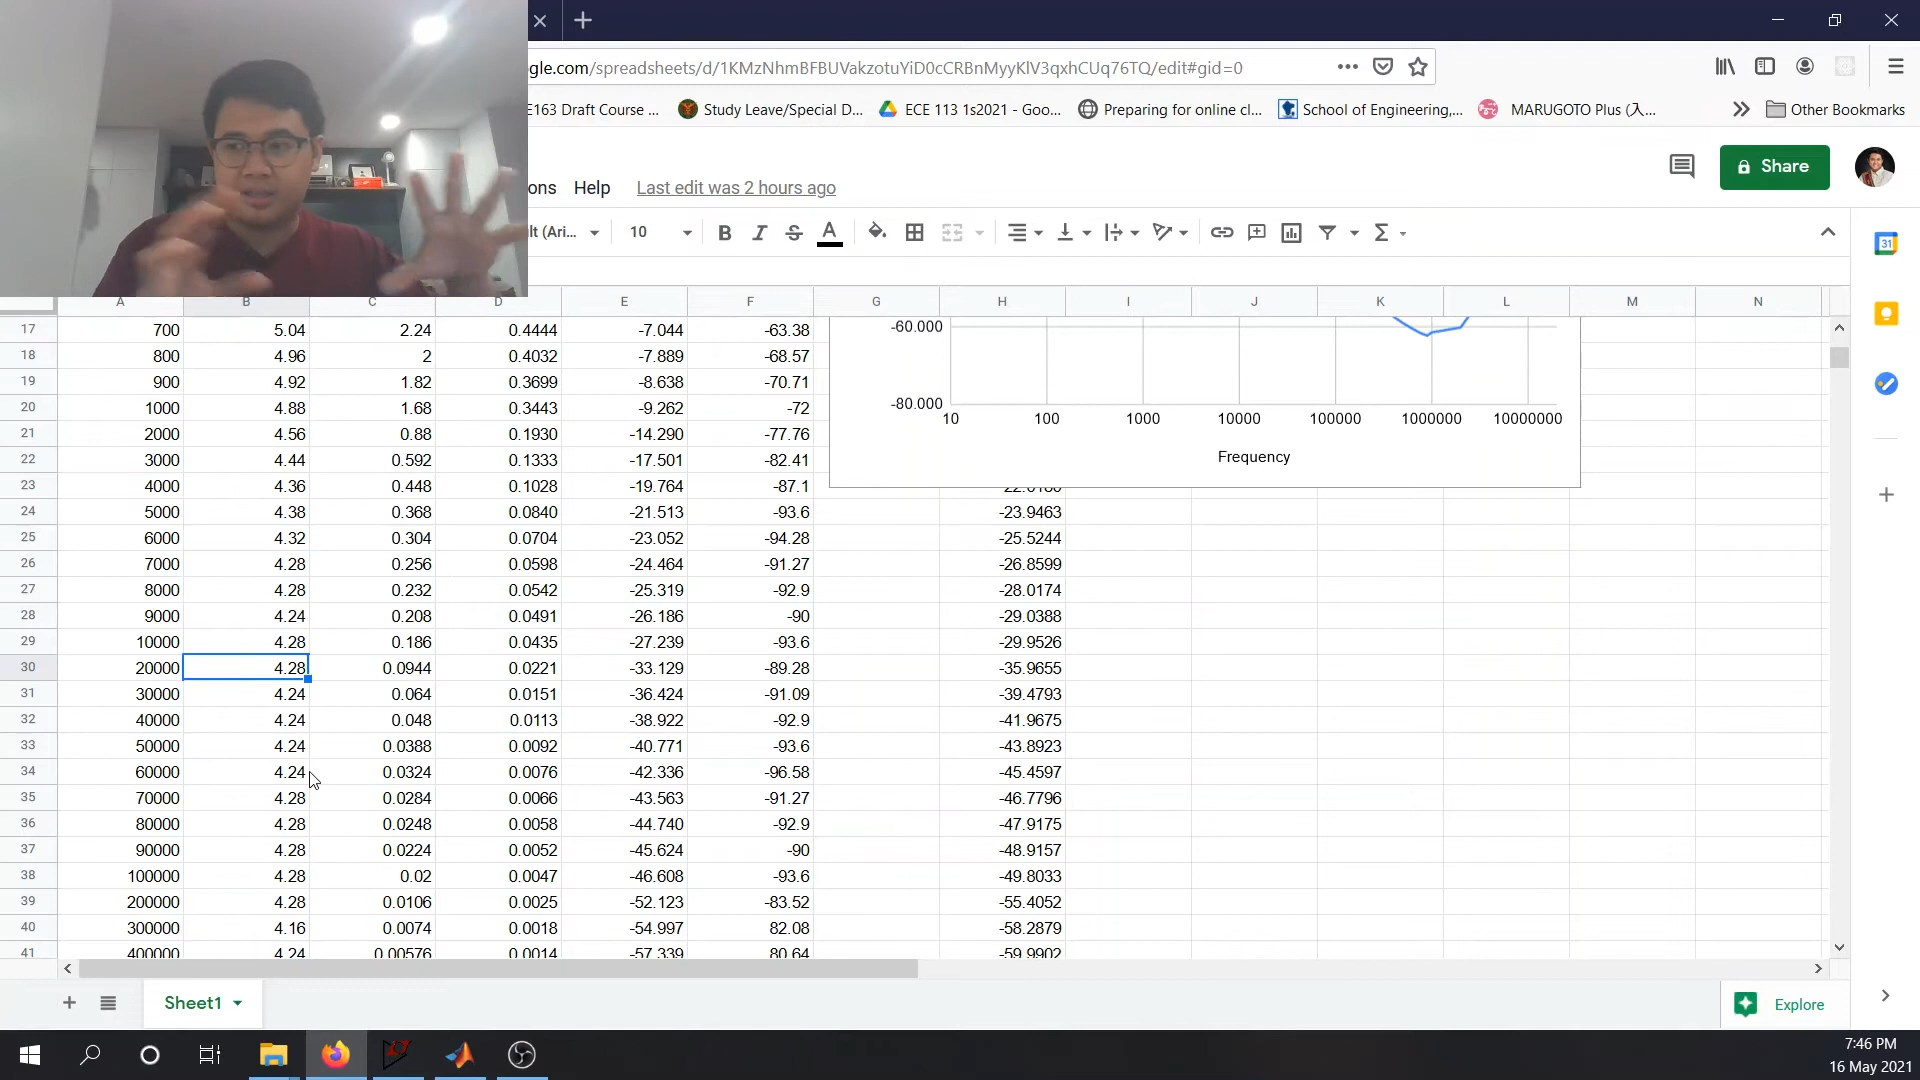 gle.com/spreadsheets/d/1KMzNhmBFBUVakzotuYiD0cCRBnMyyKlV3qxhCUq76TQ/edit#gid=0
E163 Draft Course ... Study Leave/Special D... ECE 113 1s2021 - Goo... Preparing for online cl... School of Engineering,... MARUGOTO Plus (入... Other Bookmarks
Share
ons Help Last edit was 2 hours ago
lt (Ari... 10 B I S A
A B C D E F G H I J K L M N
17 700 5.04 2.24 0.4444 -7.044 -63.38
18 800 4.96 2 0.4032 -7.889 -68.57
19 900 4.92 1.82 0.3699 -8.638 -70.71
20 1000 4.88 1.68 0.3443 -9.262 -72
21 2000 4.56 0.88 0.1930 -14.290 -77.76
22 3000 4.44 0.592 0.1333 -17.501 -82.41
23 4000 4.36 0.448 0.1028 -19.764 -87.1
24 5000 4.38 0.368 0.0840 -21.513 -93.6 -23.9463
25 6000 4.32 0.304 0.0704 -23.052 -94.28 -25.5244
26 7000 4.28 0.256 0.0598 -24.464 -91.27 -26.8599
27 8000 4.28 0.232 0.0542 -25.319 -92.9 -28.0174
28 9000 4.24 0.208 0.0491 -26.186 -90 -29.0388
29 10000 4.28 0.186 0.0435 -27.239 -93.6 -29.9526
30 20000 4.28 0.0944 0.0221 -33.129 -89.28 -35.9655
31 30000 4.24 0.064 0.0151 -36.424 -91.09 -39.4793
32 40000 4.24 0.048 0.0113 -38.922 -92.9 -41.9675
33 50000 4.24 0.0388 0.0092 -40.771 -93.6 -43.8923
34 60000 4.24 0.0324 0.0076 -42.336 -96.58 -45.4597
35 70000 4.28 0.0284 0.0066 -43.563 -91.27 -46.7796
36 80000 4.28 0.0248 0.0058 -44.740 -92.9 -47.9175
37 90000 4.28 0.0224 0.0052 -45.624 -90 -48.9157
38 100000 4.28 0.02 0.0047 -46.608 -93.6 -49.8033
39 200000 4.28 0.0106 0.0025 -52.123 -83.52 -55.4052
40 300000 4.16 0.0074 0.0018 -54.997 82.08 -58.2879
41 400000 4.24 0.00576 0.0014 -57.339 80.64 -59.9902
-60.000
-80.000
10 100 1000 10000 100000 1000000 10000000
Frequency
Sheet1
Explore
7:46 PM
16 May 2021